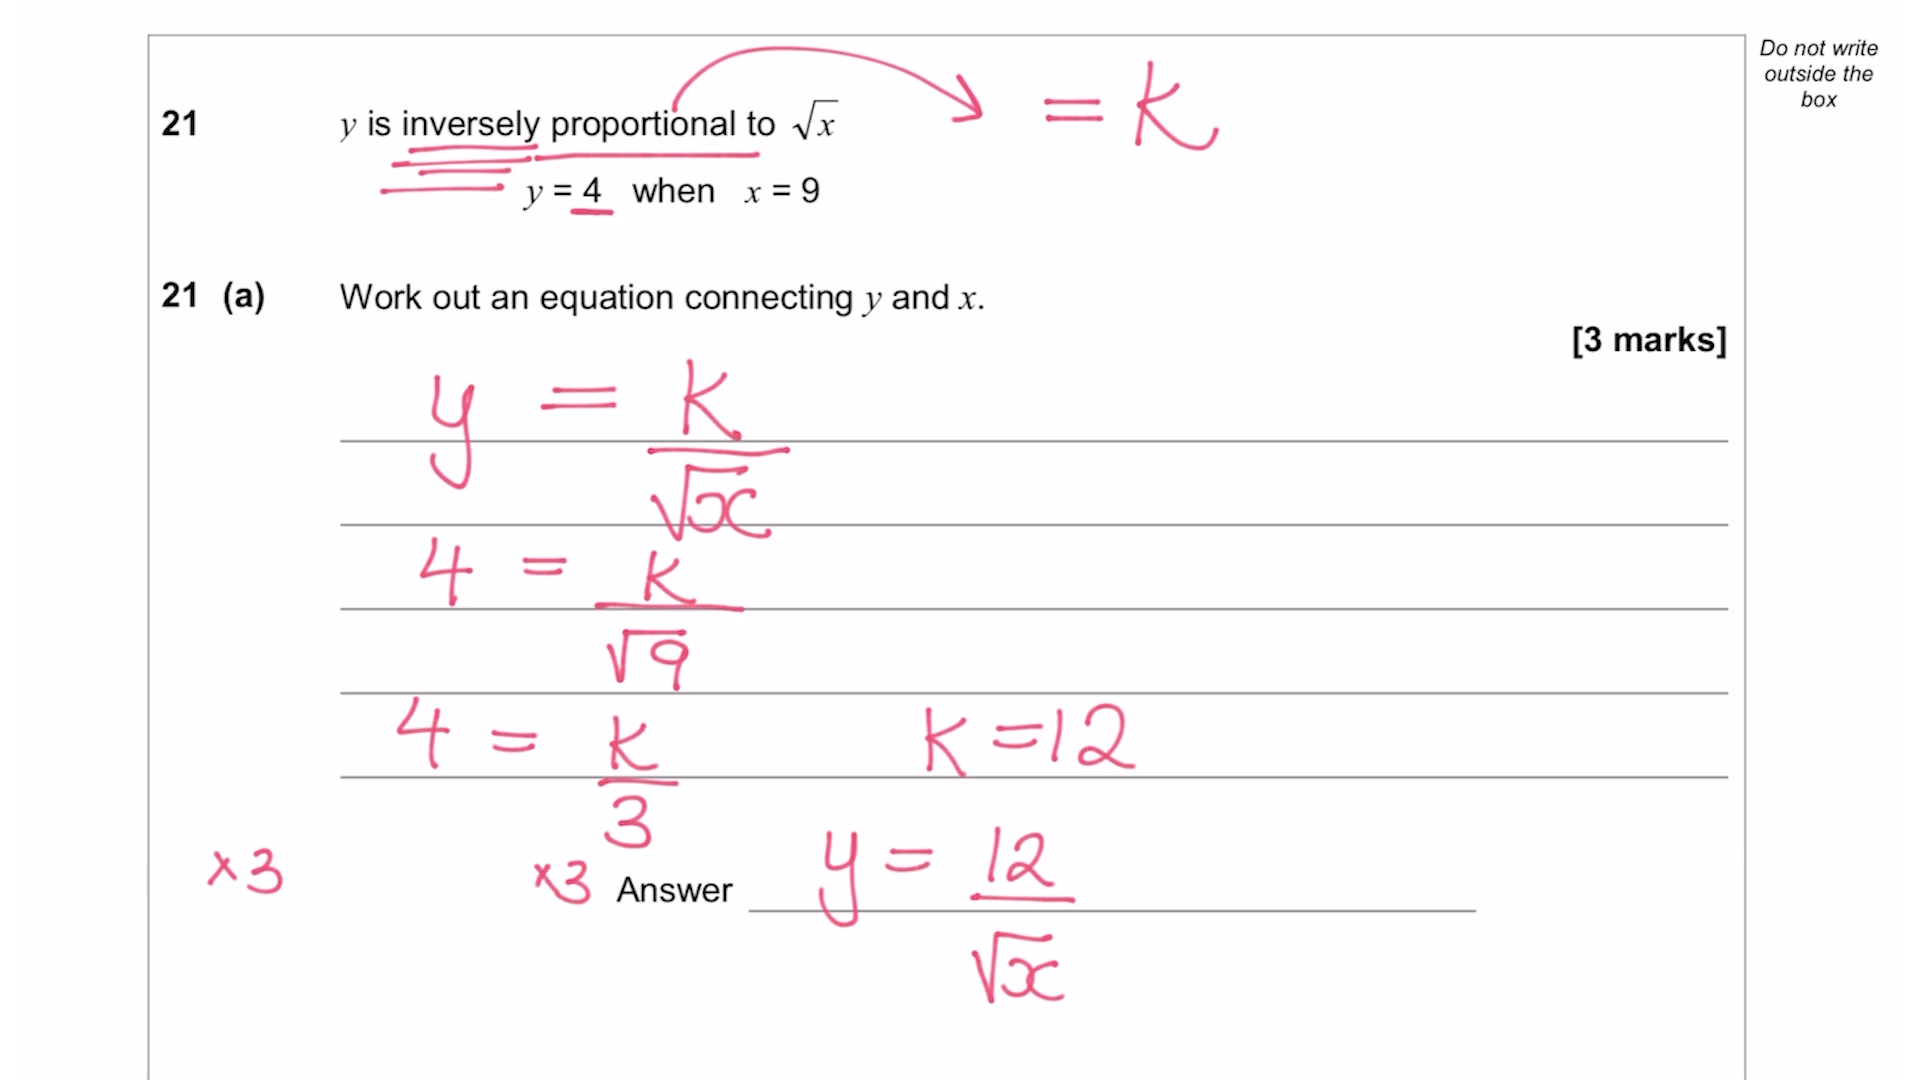 Do not write
outside the
box
21 y is inversely proportional to √x = k
y = 4 when x = 9
21 (a) Work out an equation connecting y and x.
[3 marks]
y = k/√x
4 = k/√9
4 = k/3 k = 12
×3 ×3 Answer y = 12/√x